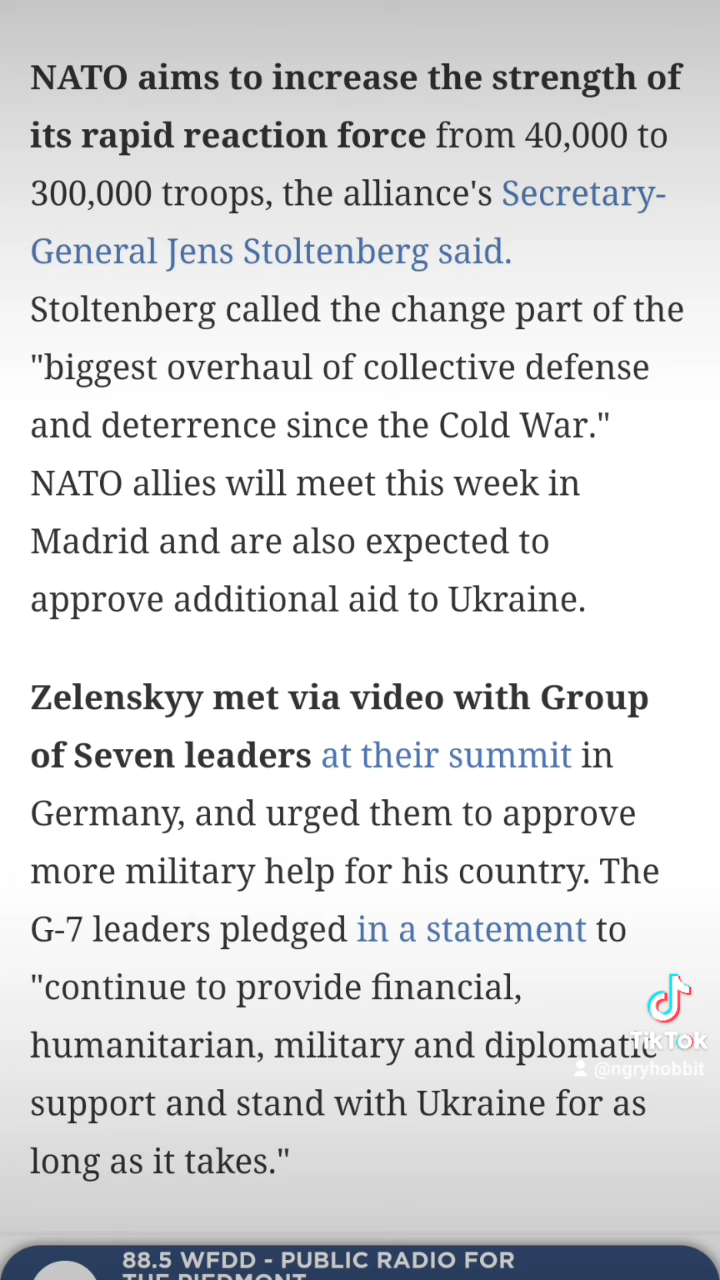 NATO aims to increase the strength of
its rapid reaction force from 40,000 to
300,000 troops, the alliance's Secretary-
General Jens Stoltenberg said.
Stoltenberg called the change part of the
"biggest overhaul of collective defense
and deterrence since the Cold War."
NATO allies will meet this week in
Madrid and are also expected to
approve additional aid to Ukraine.
Zelenskyy met via video with Group
of Seven leaders at their summit in
Germany, and urged them to approve
more military help for his country. The
G-7 leaders pledged in a statement to
"continue to provide financial,
humanitarian, military and diplomatic
support and stand with Ukraine for as
long as it takes."
TikTok
@ngryhobbit
88.5 WFDD - PUBLIC RADIO FOR
THE PIEDMONT